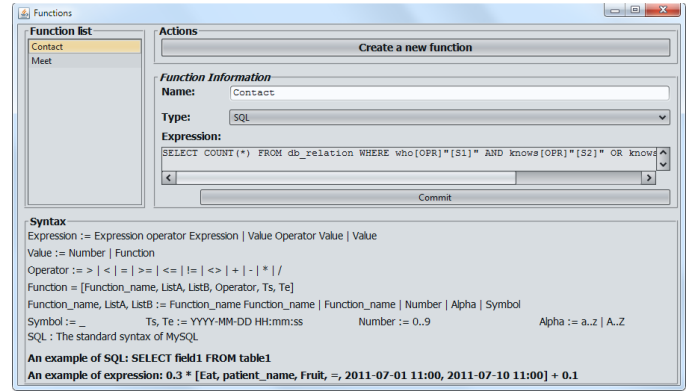 Functions
Function list
Contact
Meet
Actions
Create a new function
Function Information
Name:
Contact
Type:
SQL
Expression:
SELECT COUNT(*) FROM db_relation WHERE who[OPR]"[S1]" AND knows[OPR]"[S2]" OR knows
Commit
Syntax
Expression := Expression operator Expression | Value Operator Value | Value
Value := Number | Function
Operator := > | < | = | >= | <= | != | <> | + | - | * | /
Function = [Function_name, ListA, ListB, Operator, Ts, Te]
Function_name, ListA, ListB := Function_name Function_name | Function_name | Number | Alpha | Symbol
Symbol := _ Ts, Te := YYYY-MM-DD HH:mm:ss Number := 0..9 Alpha := a..z | A..Z
SQL : The standard syntax of MySQL
An example of SQL: SELECT field1 FROM table1
An example of expression: 0.3 * [Eat, patient_name, Fruit, =, 2011-07-01 11:00, 2011-07-10 11:00] + 0.1